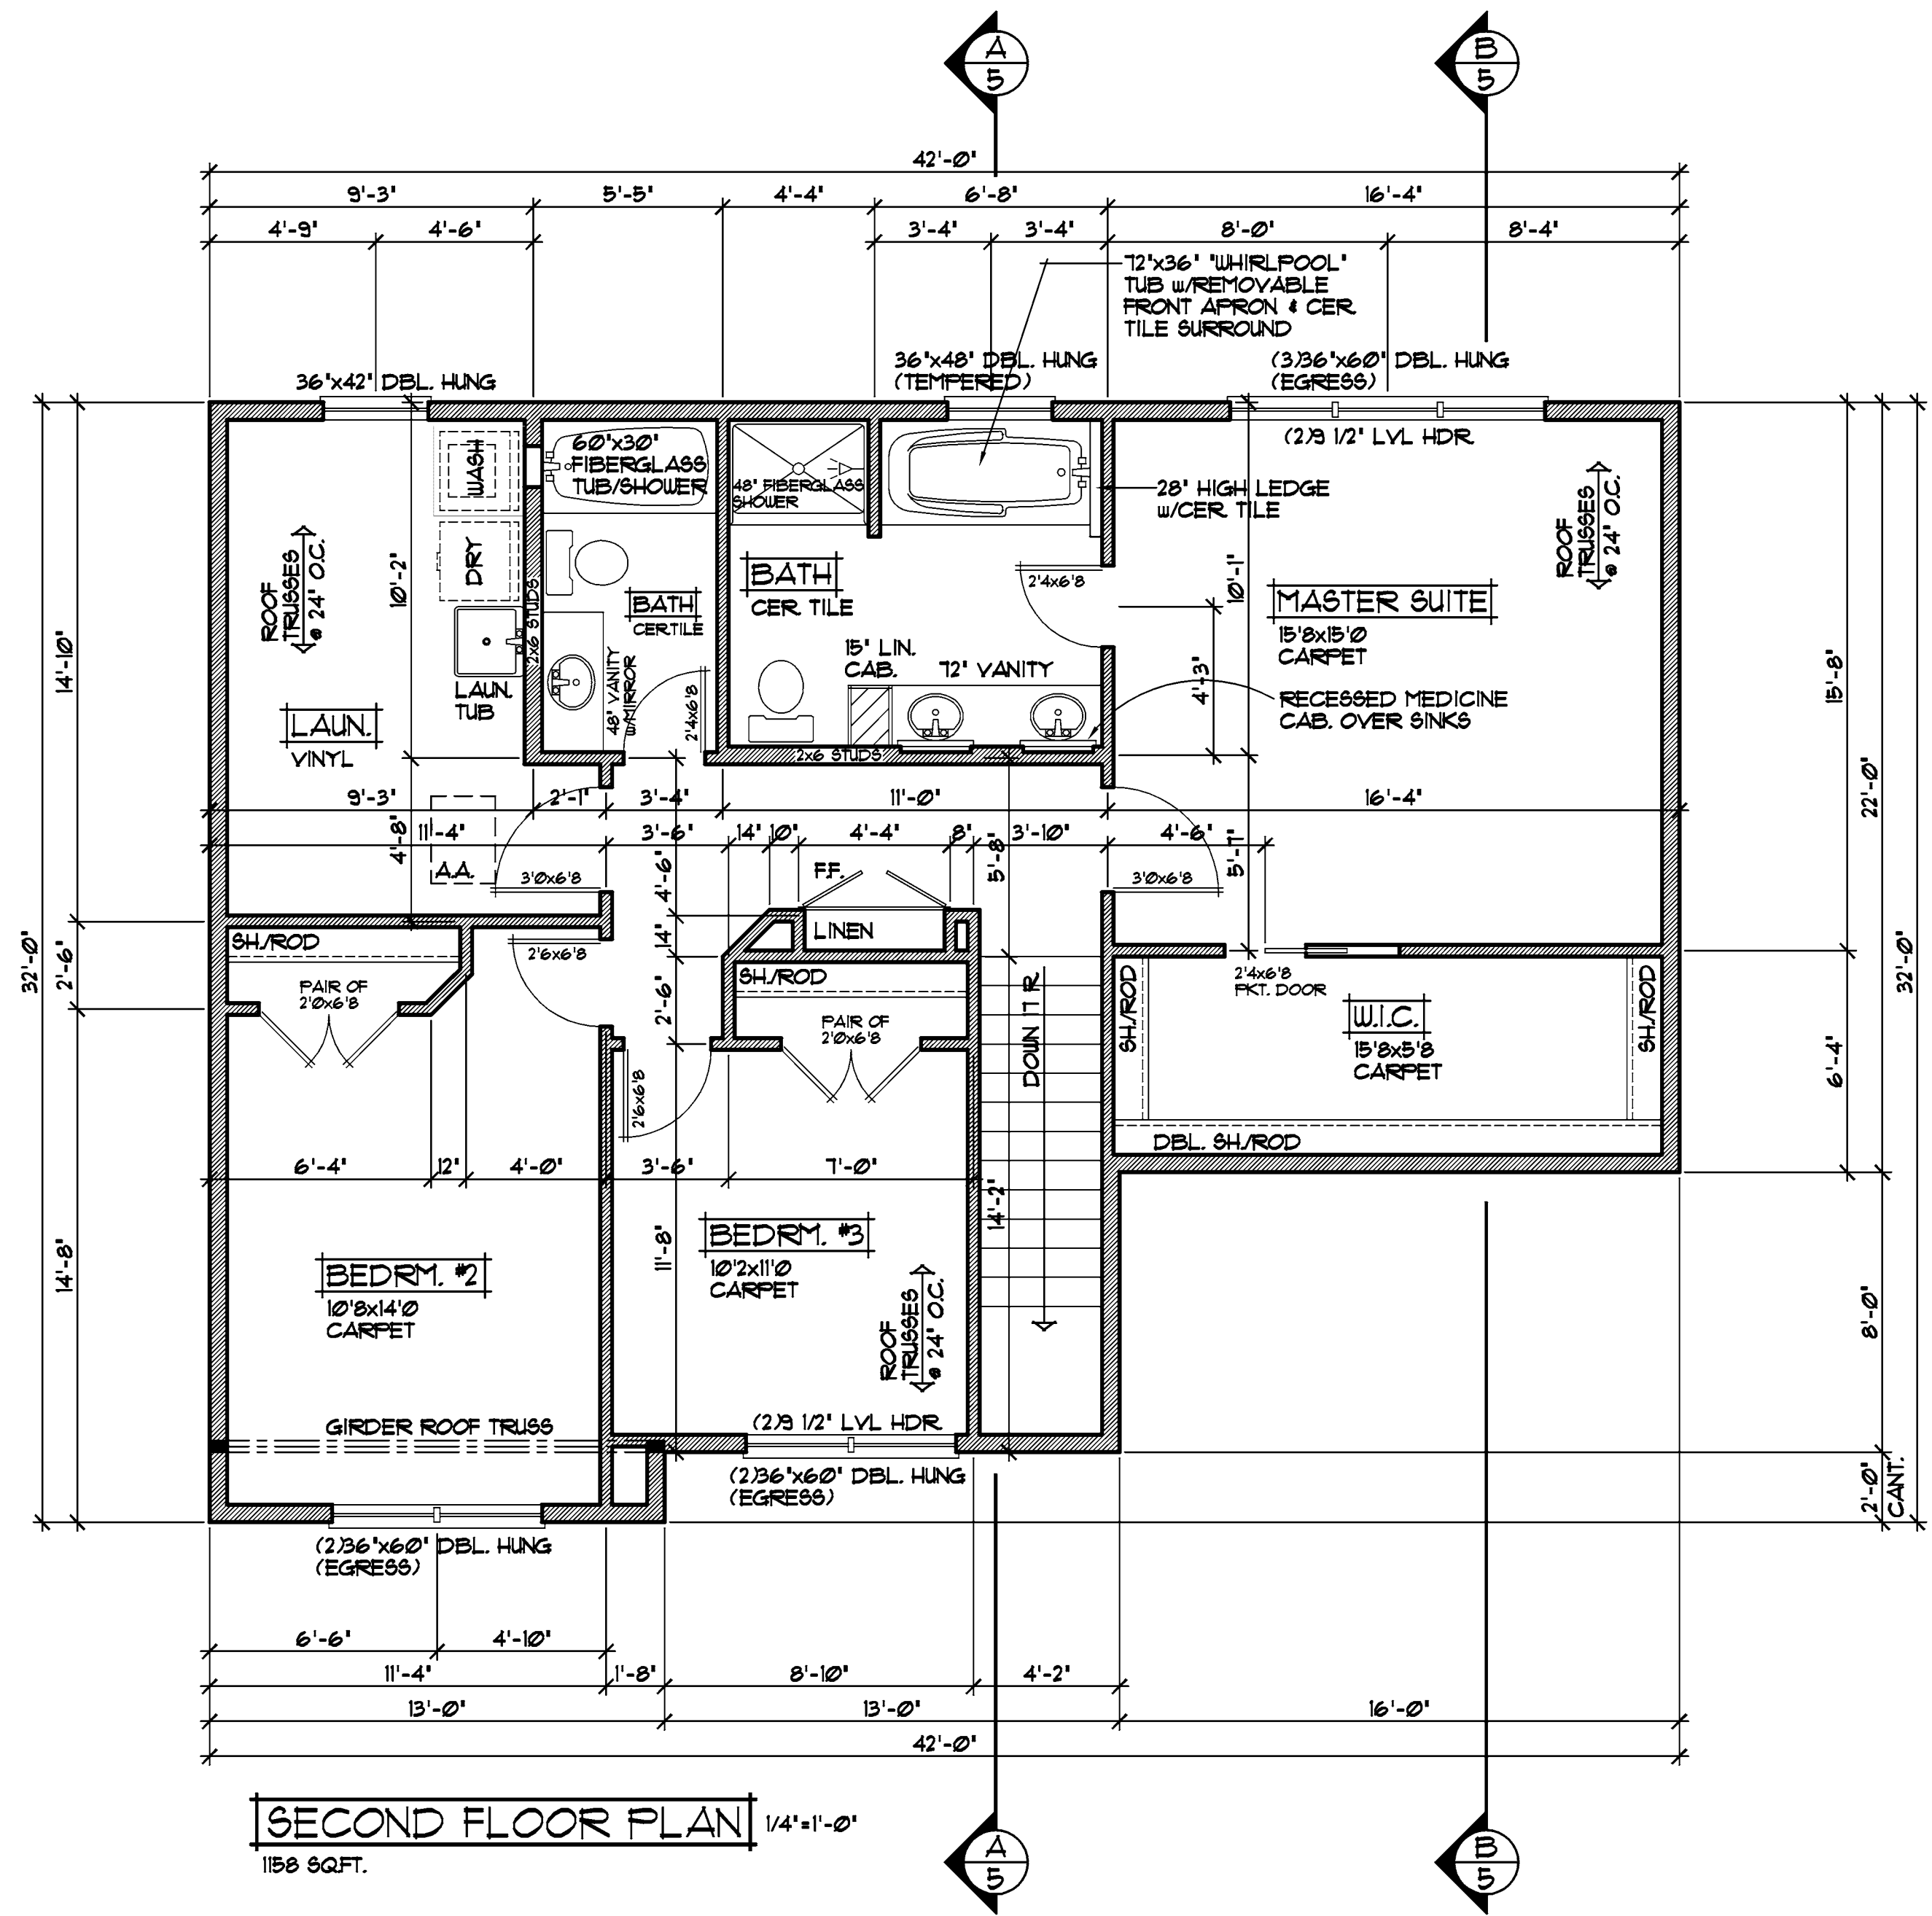 A
5
B
5
42'-0"
9'-3"
5'-5"
4'-4"
6'-8"
16'-4"
4'-9"
4'-6"
3'-4"
3'-4"
8'-0"
8'-4"
72"x36" "WHIRLPOOL"
TUB w/REMOVABLE
FRONT APRON & CER.
TILE SURROUND
36"x42" DBL. HUNG
36"x48" DBL. HUNG
(TEMPERED)
(3)36"x60" DBL. HUNG
(EGRESS)
(2)9 1/2" LVL HDR.
WASH
DRY
60"x30"
FIBERGLASS
TUB/SHOWER
48" FIBERGLASS
SHOWER
28" HIGH LEDGE
w/CER. TILE
ROOF
TRUSSES
@ 24" O.C.
10'-2"
2x6 STUDS
BATH
CER.TILE
BATH
CER. TILE
2'4x6'8
10'-1"
MASTER SUITE
15'8x15'0
CARPET
ROOF
TRUSSES
@ 24" O.C.
14'-10"
LAUN.
TUB
48" VANITY
w/MIRROR
2'4x6'8
15" LIN.
CAB.
72" VANITY
4'-3"
RECESSED MEDICINE
CAB. OVER SINKS
15'-8"
LAUN.
VINYL
2x6 STUDS
22'-0"
9'-3"
2'-1"
3'-4"
11'-0"
16'-4"
11'-4"
3'-6"
14"
10"
4'-4"
8"
3'-10"
4'-6"
4'-8"
A.A.
3'0x6'8
4'-6"
F.F.
5'-8"
3'0x6'8
5'-7"
32'-0"
2'-6"
SH./ROD
2'6x6'8
14"
LINEN
PAIR OF
2'0x6'8
2'-6"
SH./ROD
PAIR OF
2'0x6'8
DOWN 17 R.
SH./ROD
2'4x6'8
PKT. DOOR
W.I.C.
15'8x5'8
CARPET
SH./ROD
32'-0"
6'-4"
2'6x6'8
DBL. SH./ROD
6'-4"
12"
4'-0"
3'-6"
7'-0"
14'-2"
14'-8"
BEDRM. #2
10'8x14'0
CARPET
11'-8"
BEDRM. #3
10'2x11'0
CARPET
ROOF
TRUSSES
@ 24" O.C.
8'-0"
GIRDER ROOF TRUSS
(2)9 1/2" LVL HDR.
(2)36"x60" DBL. HUNG
(EGRESS)
2'-0"
CANT.
(2)36"x60" DBL. HUNG
(EGRESS)
6'-6"
4'-10"
11'-4"
1'-8"
8'-10"
4'-2"
13'-0"
13'-0"
16'-0"
42'-0"
SECOND FLOOR PLAN
1/4"=1'-0"
1158 SQ.FT.
A
5
B
5